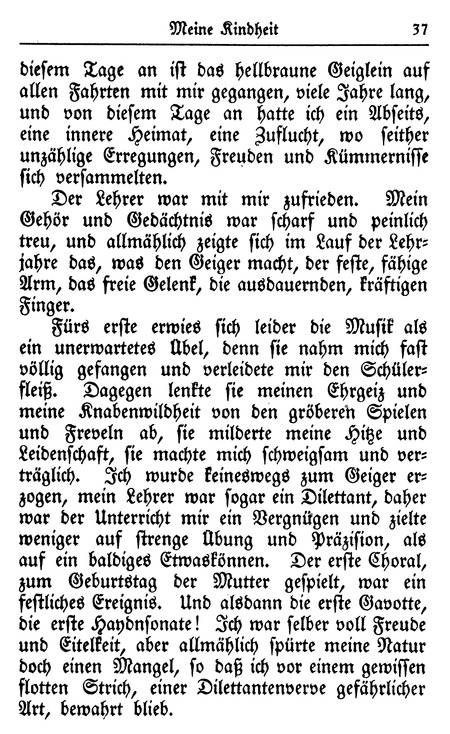 Meine Kindheit 37
diesem Tage an ist das hellbraune Geiglein auf
allen Fahrten mit mir gegangen, viele Jahre lang,
und von diesem Tage an hatte ich ein Abseits,
eine innere Heimat, eine Zuflucht, wo seither
unzählige Erregungen, Freuden und Kümmernisse
sich versammelten.
Der Lehrer war mit mir zufrieden. Mein
Gehör und Gedächtnis war scharf und peinlich
treu, und allmählich zeigte sich im Lauf der Lehr-
jahre das, was den Geiger macht, der feste, fähige
Arm, das freie Gelenk, die ausdauernden, kräftigen
Finger.
Fürs erste erwies sich leider die Musik als
ein unerwartetes Übel, denn sie nahm mich fast
völlig gefangen und verleidete mir den Schüler-
fleiß. Dagegen lenkte sie meinen Ehrgeiz und
meine Knabenwildheit von den gröberen Spielen
und Freveln ab, sie milderte meine Hitze und
Leidenschaft, sie machte mich schweigsam und ver-
träglich. Ich wurde keineswegs zum Geiger er-
zogen, mein Lehrer war sogar ein Dilettant, daher
war der Unterricht mir ein Vergnügen und zielte
weniger auf strenge Übung und Präzision, als
auf ein baldiges Etwaskönnen. Der erste Choral,
zum Geburtstag der Mutter gespielt, war ein
festliches Ereignis. Und alsdann die erste Gavotte,
die erste Haydnsonate! Ich war selber voll Freude
und Eitelkeit, aber allmählich spürte meine Natur
doch einen Mangel, so daß ich vor einem gewissen
flotten Strich, einer Dilettantenverve gefährlicher
Art, bewahrt blieb.